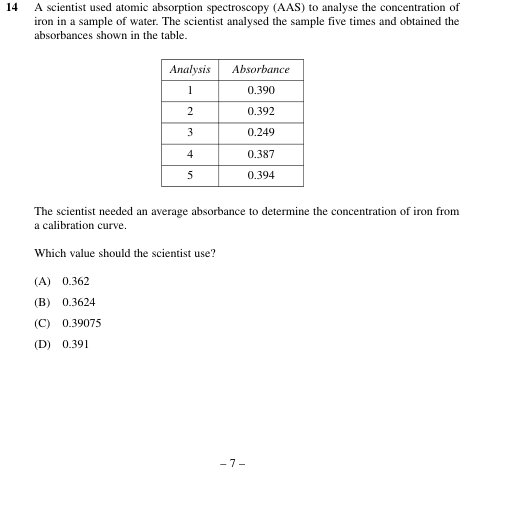 14 A scientist used atomic absorption spectroscopy (AAS) to analyse the concentration of
iron in a sample of water. The scientist analysed the sample five times and obtained the
absorbances shown in the table.
Analysis Absorbance
1 0.390
2 0.392
3 0.249
4 0.387
5 0.394
The scientist needed an average absorbance to determine the concentration of iron from
a calibration curve.
Which value should the scientist use?
(A) 0.362
(B) 0.3624
(C) 0.39075
(D) 0.391
– 7 –